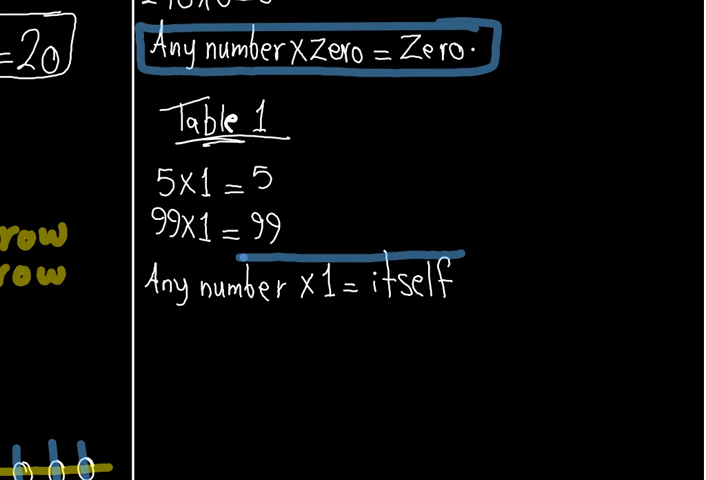 =20
Any number x Zero = Zero.
Table 1
5x1 = 5
99x1 = 99
Any number x 1 = itself
row
row